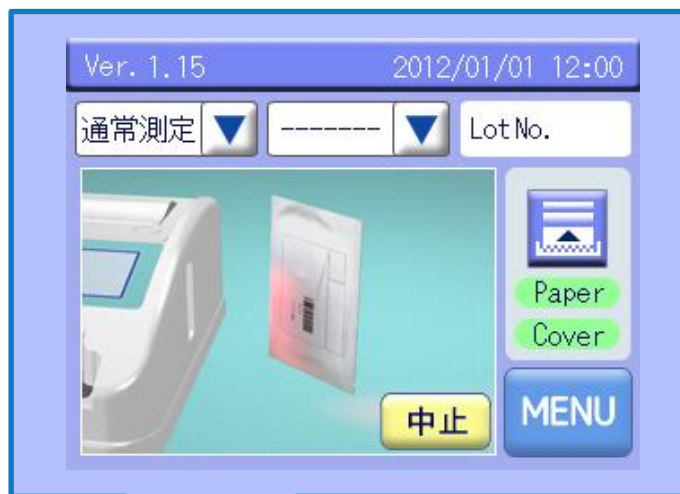 Ver. 1.15 2012/01/01 12:00
通常測定 ------- Lot No.
Paper
Cover
中止 MENU